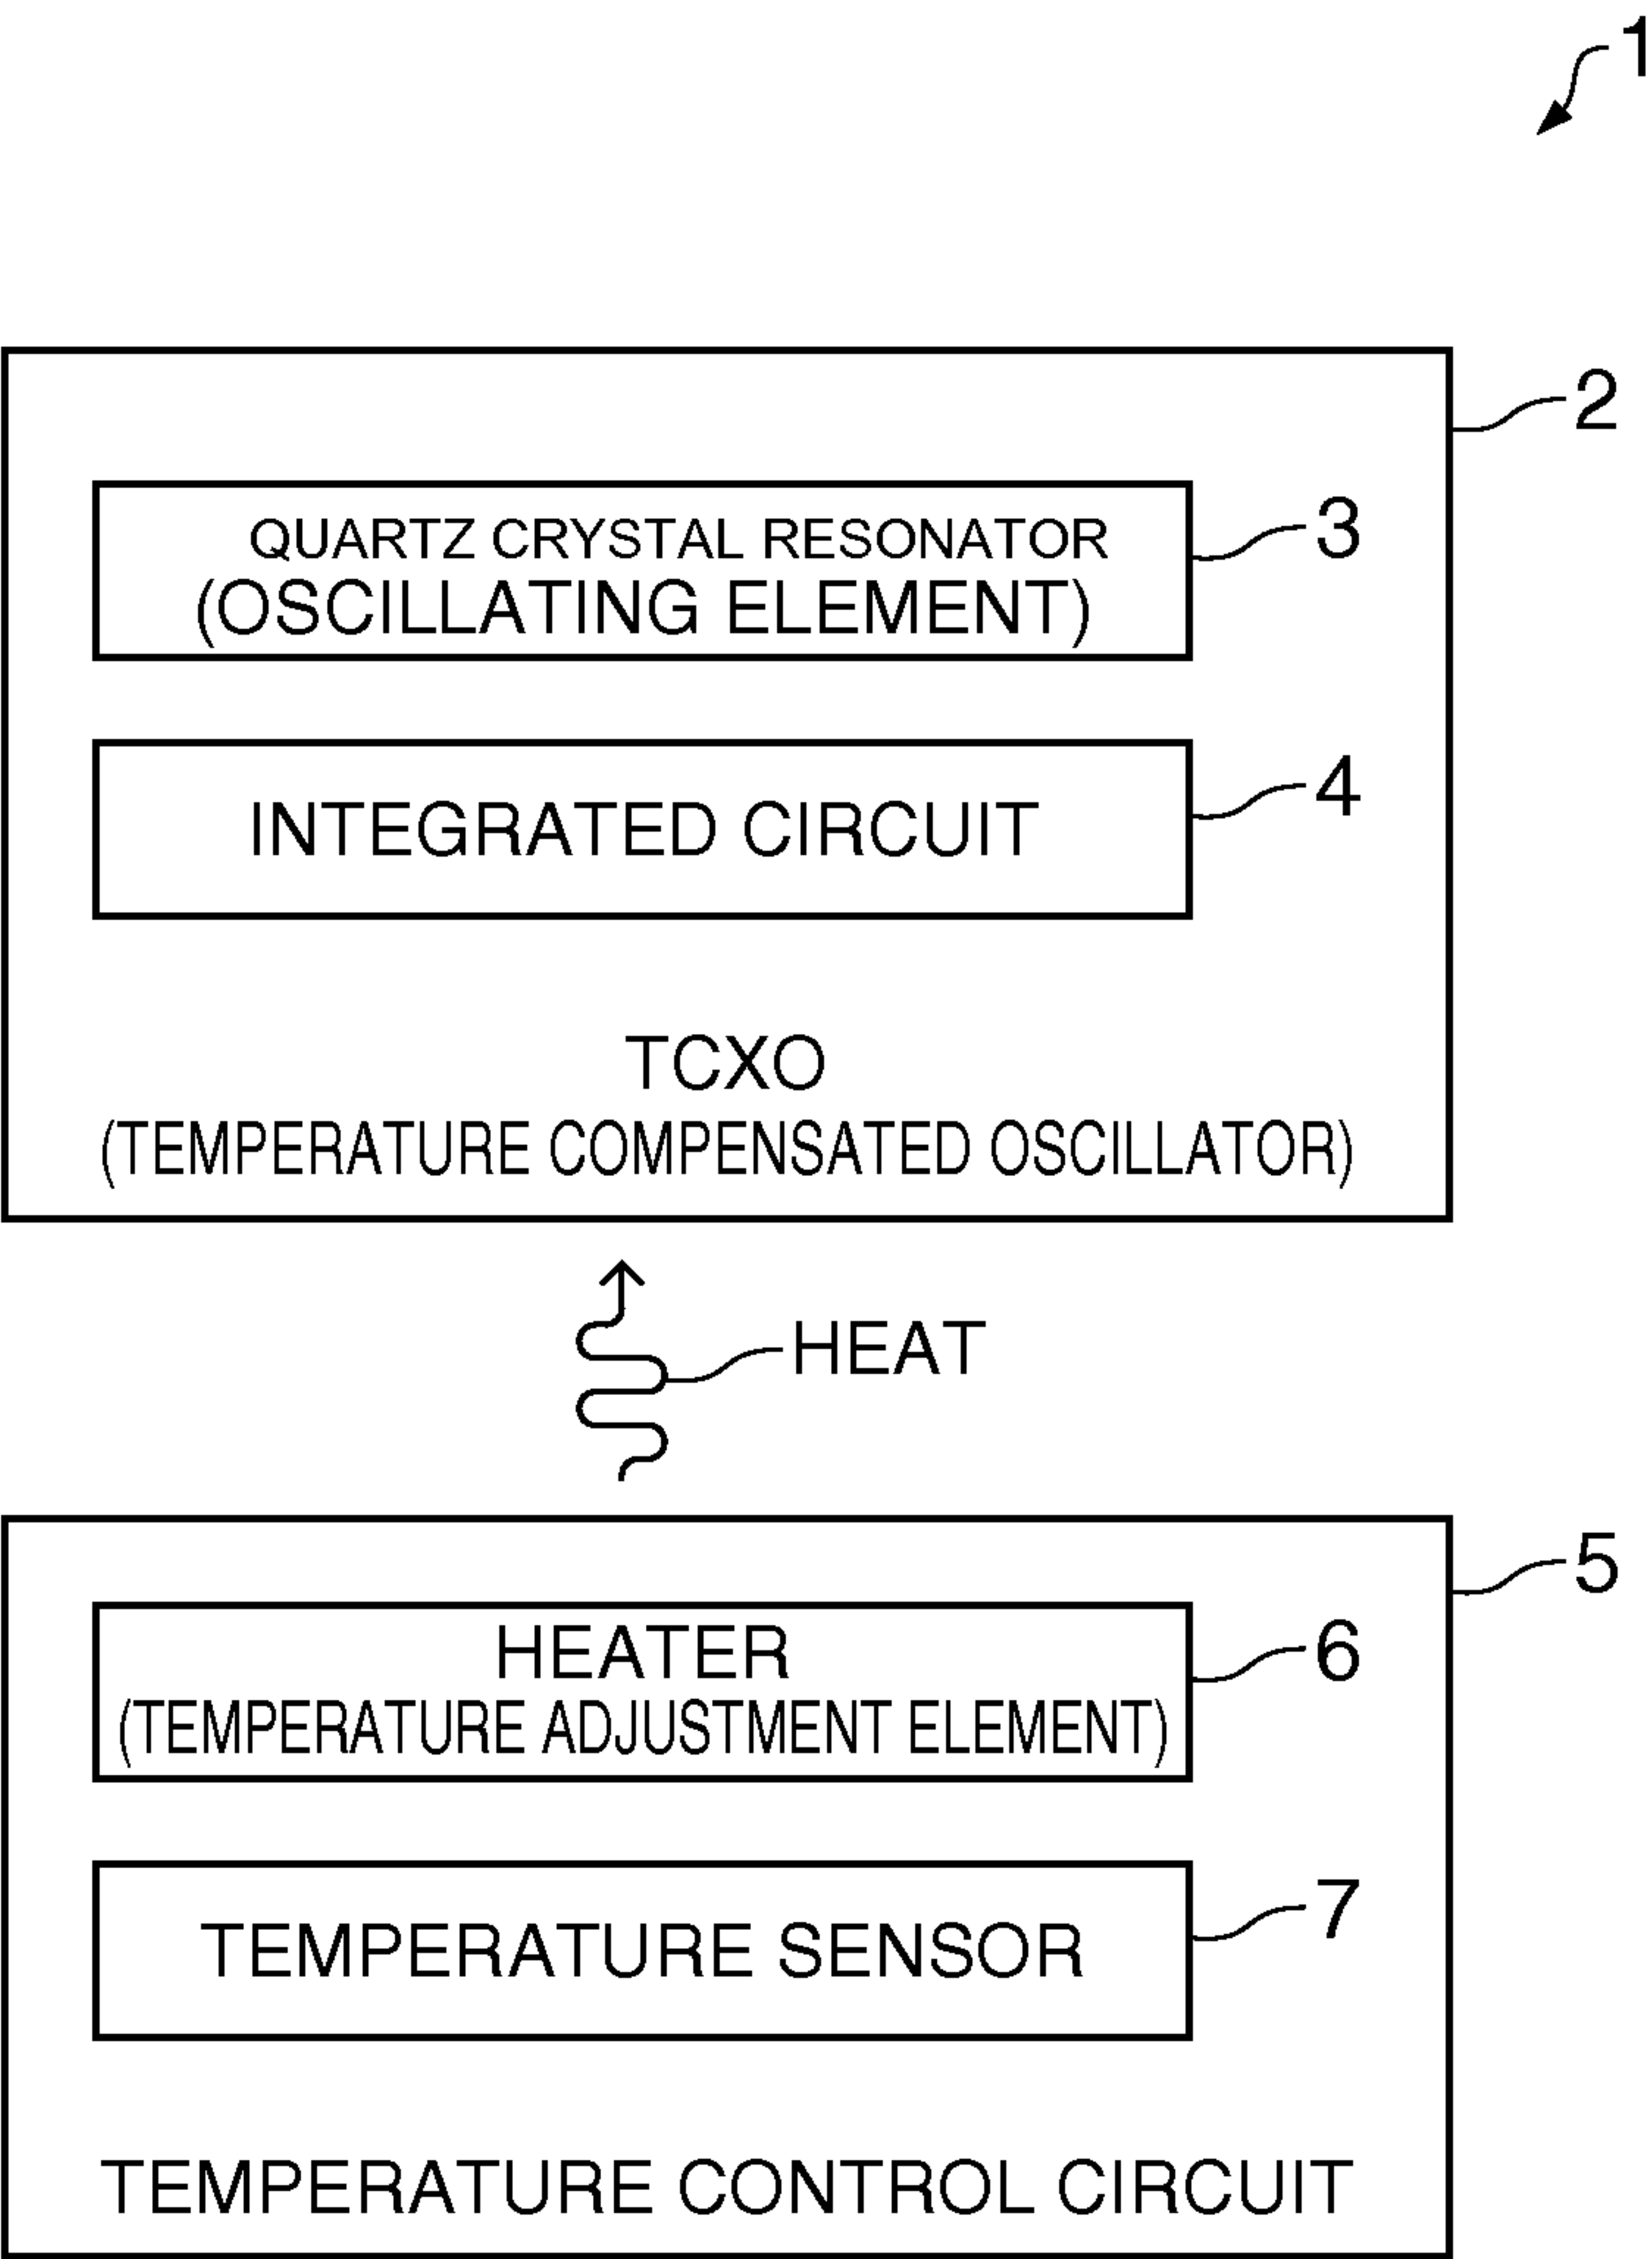 1
2
QUARTZ CRYSTAL RESONATOR
(OSCILLATING ELEMENT)
3
INTEGRATED CIRCUIT
4
TCXO
(TEMPERATURE COMPENSATED OSCILLATOR)
HEAT
5
HEATER
(TEMPERATURE ADJUSTMENT ELEMENT)
6
TEMPERATURE SENSOR
7
TEMPERATURE CONTROL CIRCUIT